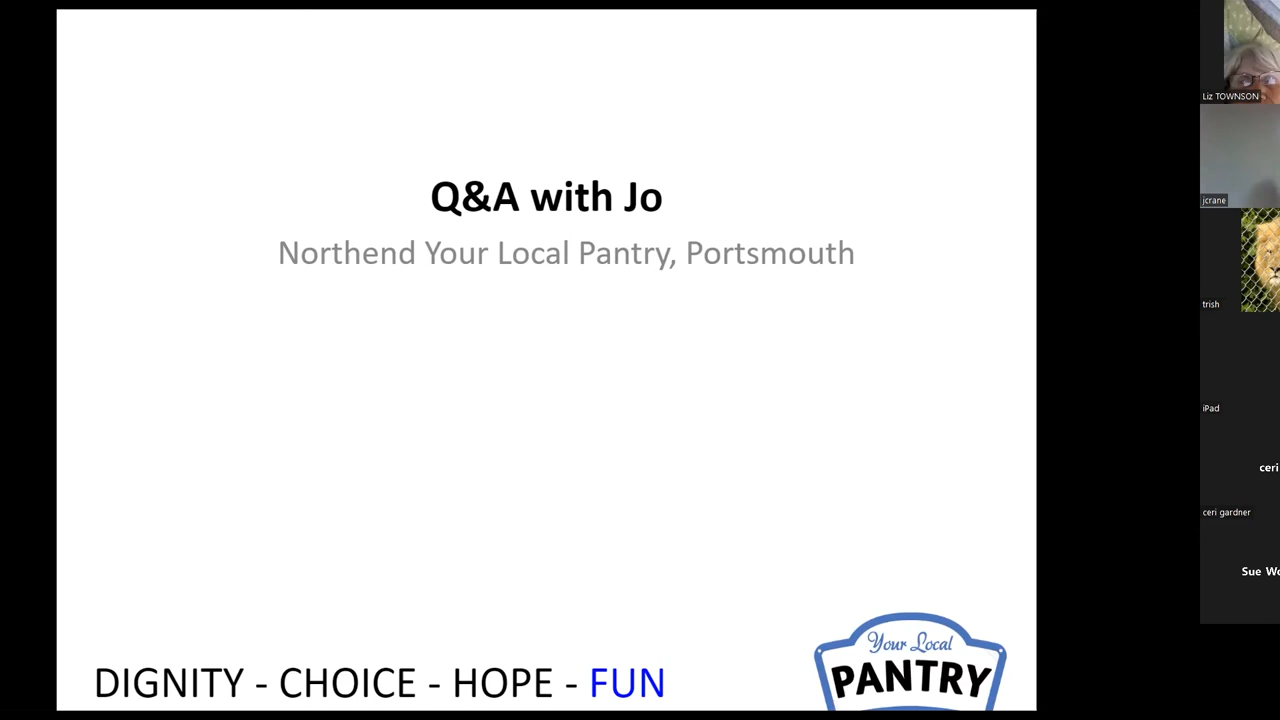 Q&A with Jo
Northend Your Local Pantry, Portsmouth
DIGNITY - CHOICE - HOPE - FUN
Your Local
PANTRY
Liz TOWNSON
jcrane
trish
iPad
ceri
ceri gardner
Sue